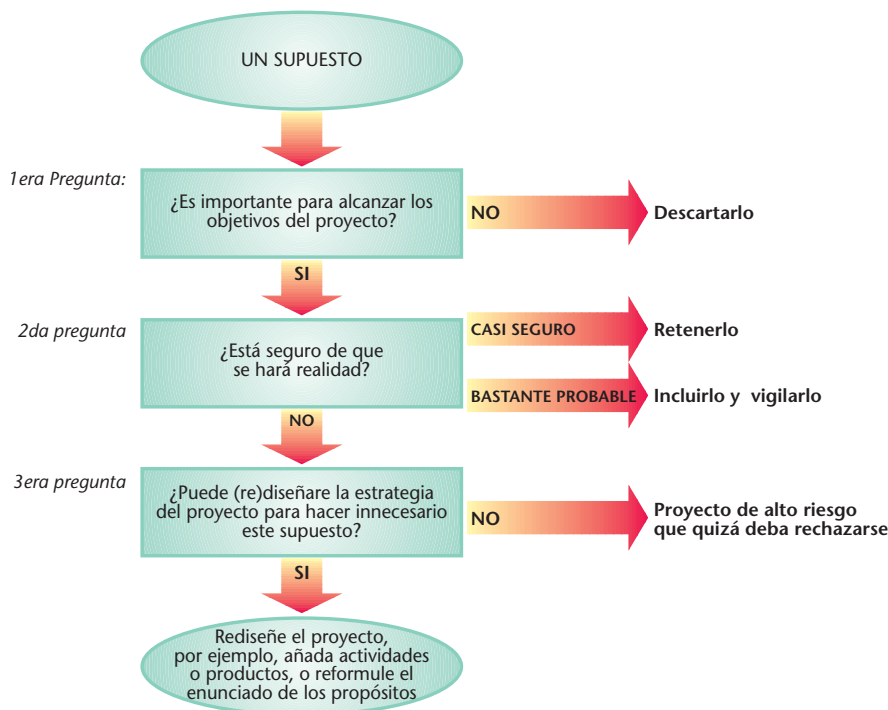 UN SUPUESTO
1era Pregunta:
¿Es importante para alcanzar los
objetivos del proyecto?
NO
Descartarlo
SI
2da pregunta
¿Está seguro de que
se hará realidad?
CASI SEGURO
Retenerlo
BASTANTE PROBABLE
Incluirlo y vigilarlo
NO
3era pregunta
¿Puede (re)diseñare la estrategia
del proyecto para hacer innecesario
este supuesto?
NO
Proyecto de alto riesgo
que quizá deba rechazarse
SI
Rediseñe el proyecto,
por ejemplo, añada actividades
o productos, o reformule el
enunciado de los propósitos